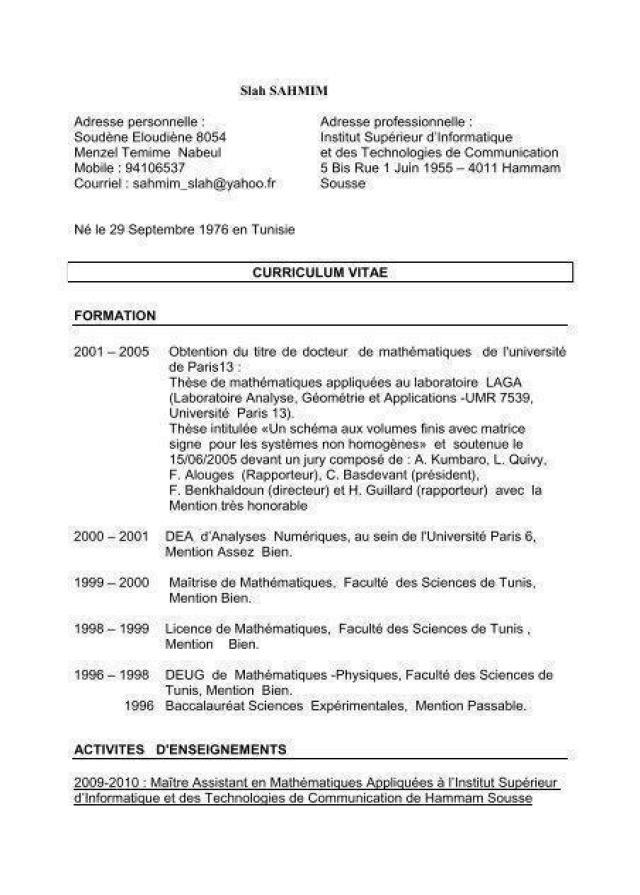 Slah SAHMIM
Adresse personnelle :
Soudène Eloudiène 8054
Menzel Temime Nabeul
Mobile : 94106537
Courriel : sahmim_slah@yahoo.fr
Adresse professionnelle :
Institut Supérieur d'Informatique
et des Technologies de Communication
5 Bis Rue 1 Juin 1955 – 4011 Hammam
Sousse
Né le 29 Septembre 1976 en Tunisie
CURRICULUM VITAE
FORMATION
2001 – 2005 Obtention du titre de docteur de mathématiques de l'université
de Paris13 :
Thèse de mathématiques appliquées au laboratoire LAGA
(Laboratoire Analyse, Géométrie et Applications -UMR 7539,
Université Paris 13).
Thèse intitulée «Un schéma aux volumes finis avec matrice
signe pour les systèmes non homogènes» et soutenue le
15/06/2005 devant un jury composé de : A. Kumbaro, L. Quivy,
F. Alouges (Rapporteur), C. Basdevant (président),
F. Benkhaldoun (directeur) et H. Guillard (rapporteur) avec la
Mention très honorable
2000 – 2001 DEA d'Analyses Numériques, au sein de l'Université Paris 6,
Mention Assez Bien.
1999 – 2000 Maîtrise de Mathématiques, Faculté des Sciences de Tunis,
Mention Bien.
1998 – 1999 Licence de Mathématiques, Faculté des Sciences de Tunis ,
Mention Bien.
1996 – 1998 DEUG de Mathématiques -Physiques, Faculté des Sciences de
Tunis, Mention Bien.
1996 Baccalauréat Sciences Expérimentales, Mention Passable.
ACTIVITES D'ENSEIGNEMENTS
2009-2010 : Maître Assistant en Mathématiques Appliquées à l'Institut Supérieur
d'Informatique et des Technologies de Communication de Hammam Sousse